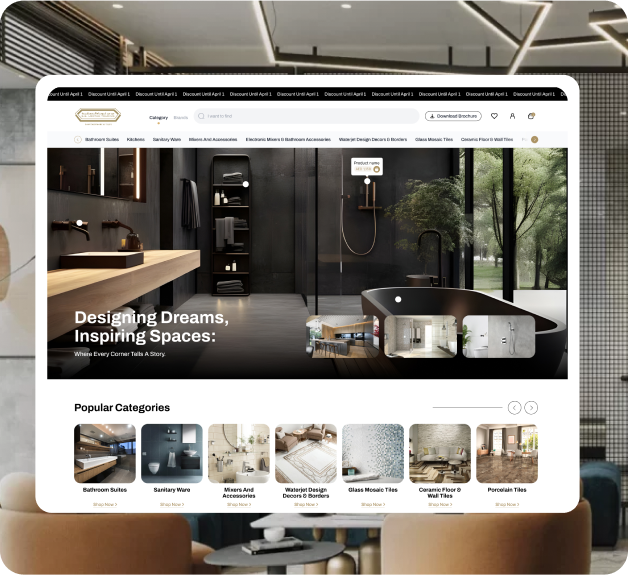 ount Until April 1 Discount Until April 1 Discount Until April 1 Discount Until April 1 Discount Until April 1 Discount Until April 1 Discount Until April 1 Discount Until April 1 Discount Until April 1 Discount Until April 1 Discount Until April 1 Discount Until April 1 Di
Category Brands I want to find Download Brochure
Bathroom Suites Kitchens Sanitary Ware Mixers And Accessories Electronic Mixers & Bathroom Accessories Waterjet Design Decors & Borders Glass Mosaic Tiles Ceramic Floor & Wall Tiles
Product name
Designing Dreams,
Inspiring Spaces:
Where Every Corner Tells A Story.
Popular Categories
Bathroom Suites
Shop Now >
Sanitary Ware
Shop Now >
Mixers And
Accessories
Shop Now >
Waterjet Design
Decors & Borders
Shop Now >
Glass Mosaic Tiles
Shop Now >
Ceramic Floor &
Wall Tiles
Shop Now >
Porcelain Tiles
Shop Now >